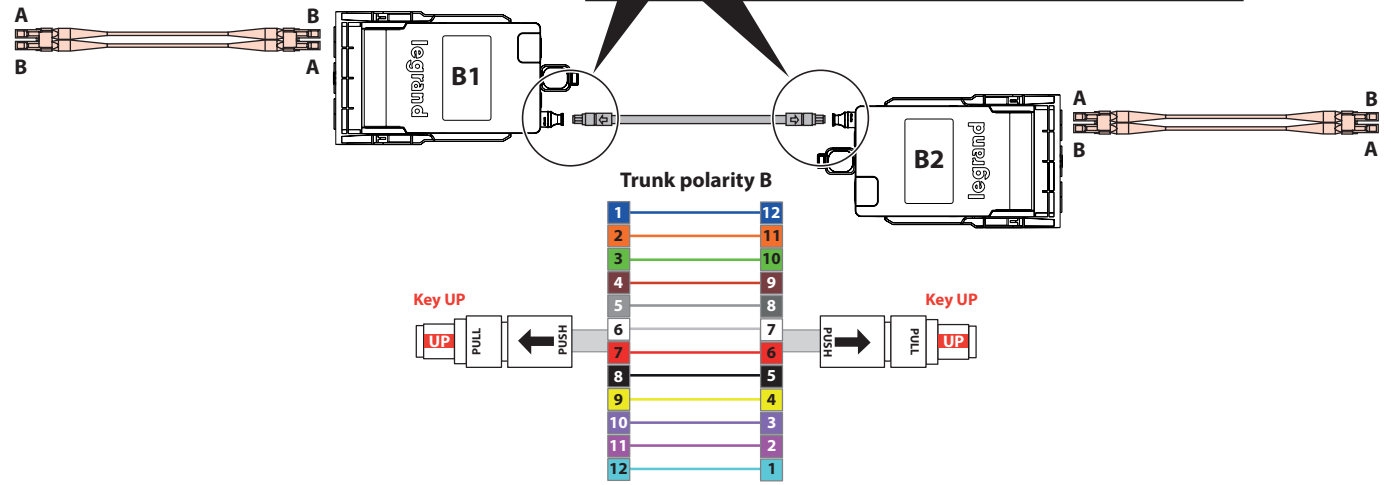 A B
B A
legrand
B1
A B
B A
B2
legrand
Trunk polarity B
1 12
2 11
3 10
4 9
5 8
6 7
7 6
8 5
9 4
10 3
11 2
12 1
Key UP
UP PULL PUSH
Key UP
PUSH PULL UP